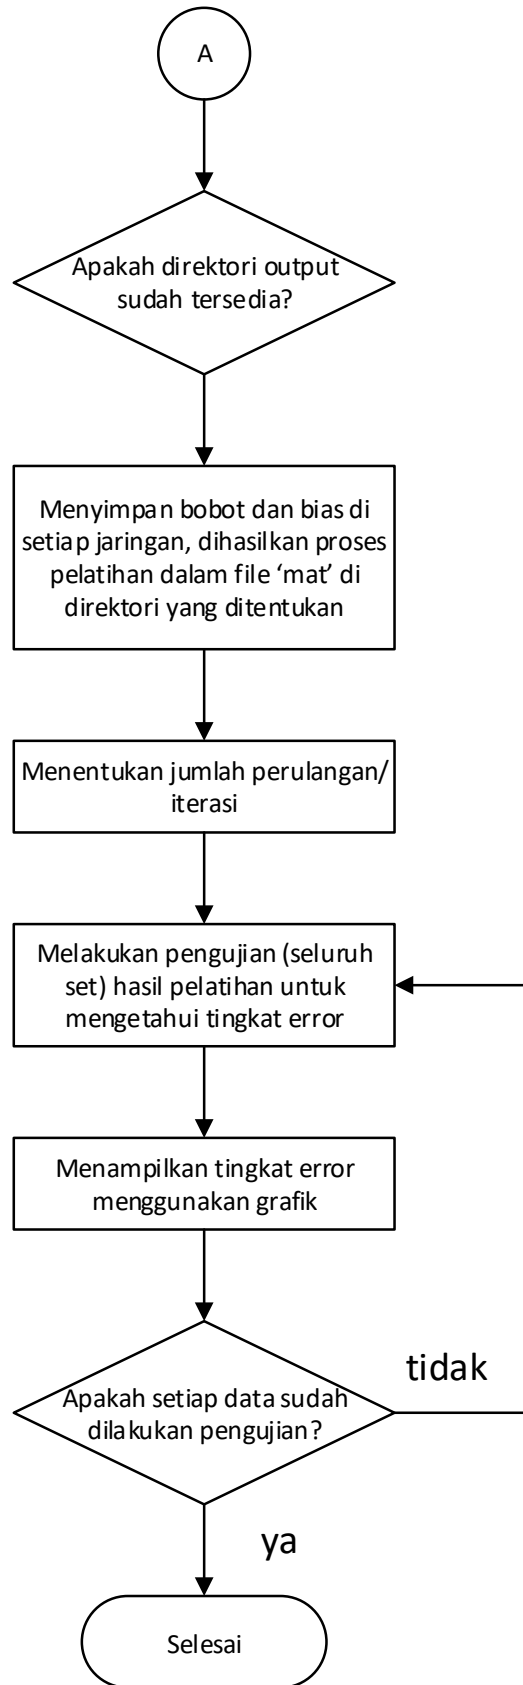 A
Apakah direktori output
sudah tersedia?
Menyimpan bobot dan bias di
setiap jaringan, dihasilkan proses
pelatihan dalam file ‘mat’ di
direktori yang ditentukan
Menentukan jumlah perulangan/
iterasi
Melakukan pengujian (seluruh
set) hasil pelatihan untuk
mengetahui tingkat error
Menampilkan tingkat error
menggunakan grafik
Apakah setiap data sudah
dilakukan pengujian?
tidak
ya
Selesai